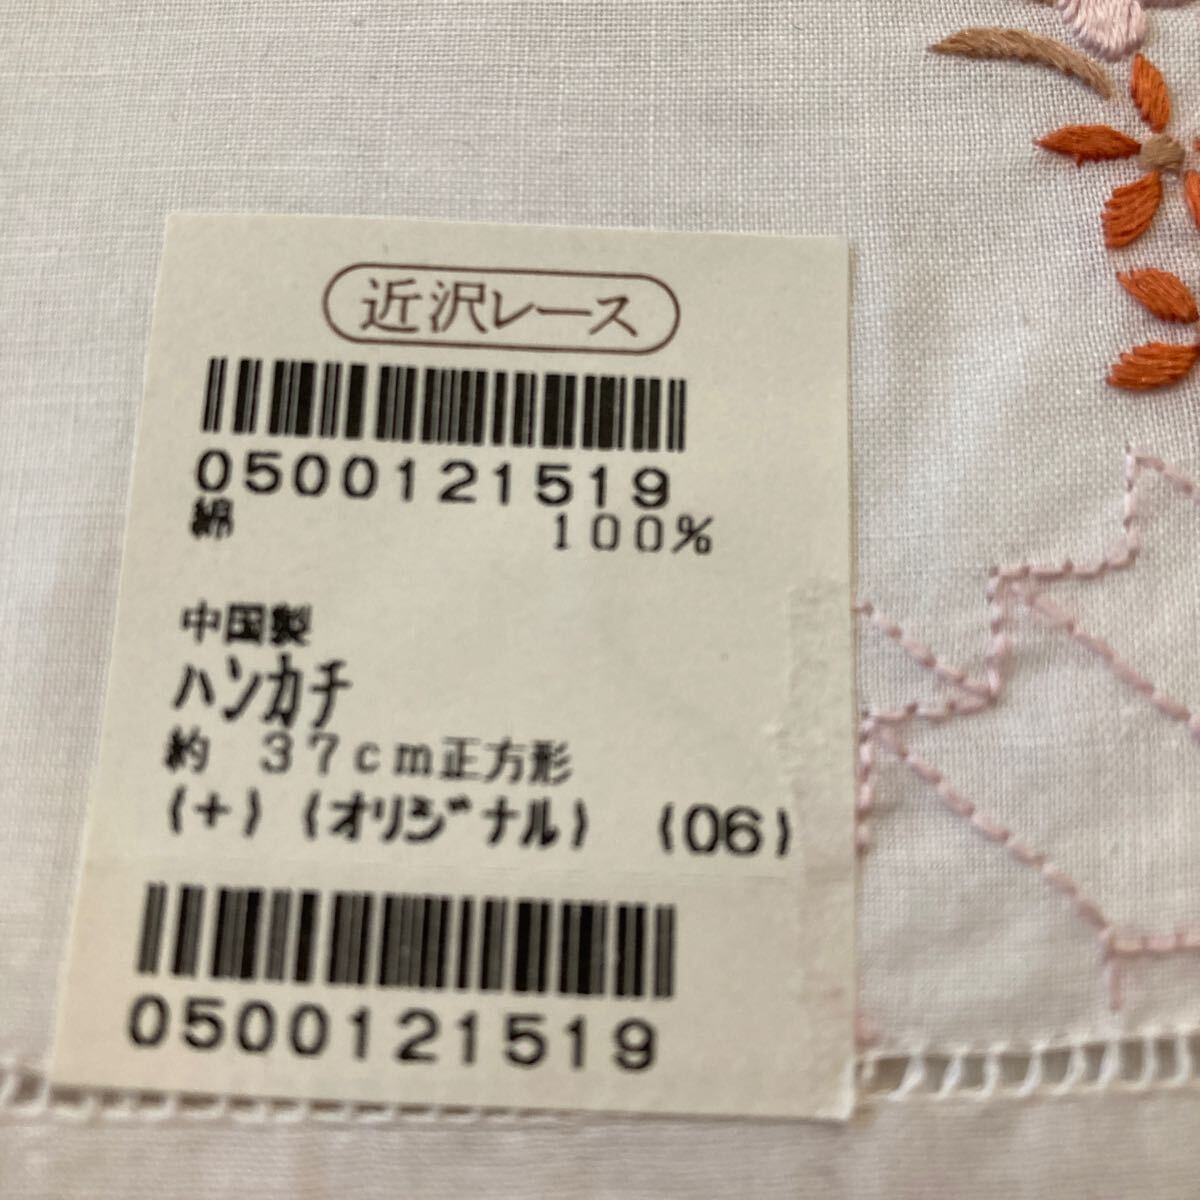 近沢レース
0500121519
綿 100%
中国製
ハンカチ
約 37cm正方形
(+) (オリジナル) (06)
0500121519